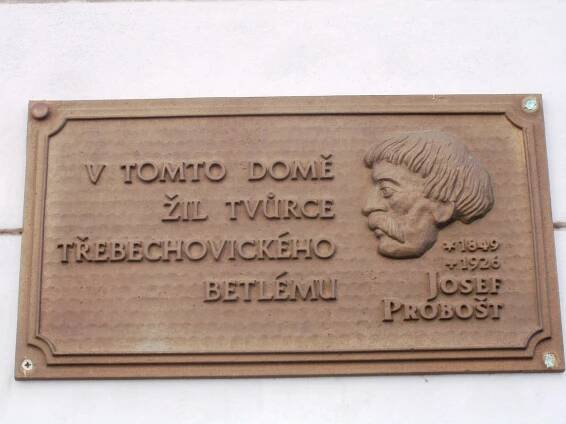 V TOMTO DOMĚ
ŽIL TVŮRCE
TŘEBECHOVICKÉHO
BETLÉMU
*1849
+1926
JOSEF
PROBOŠT